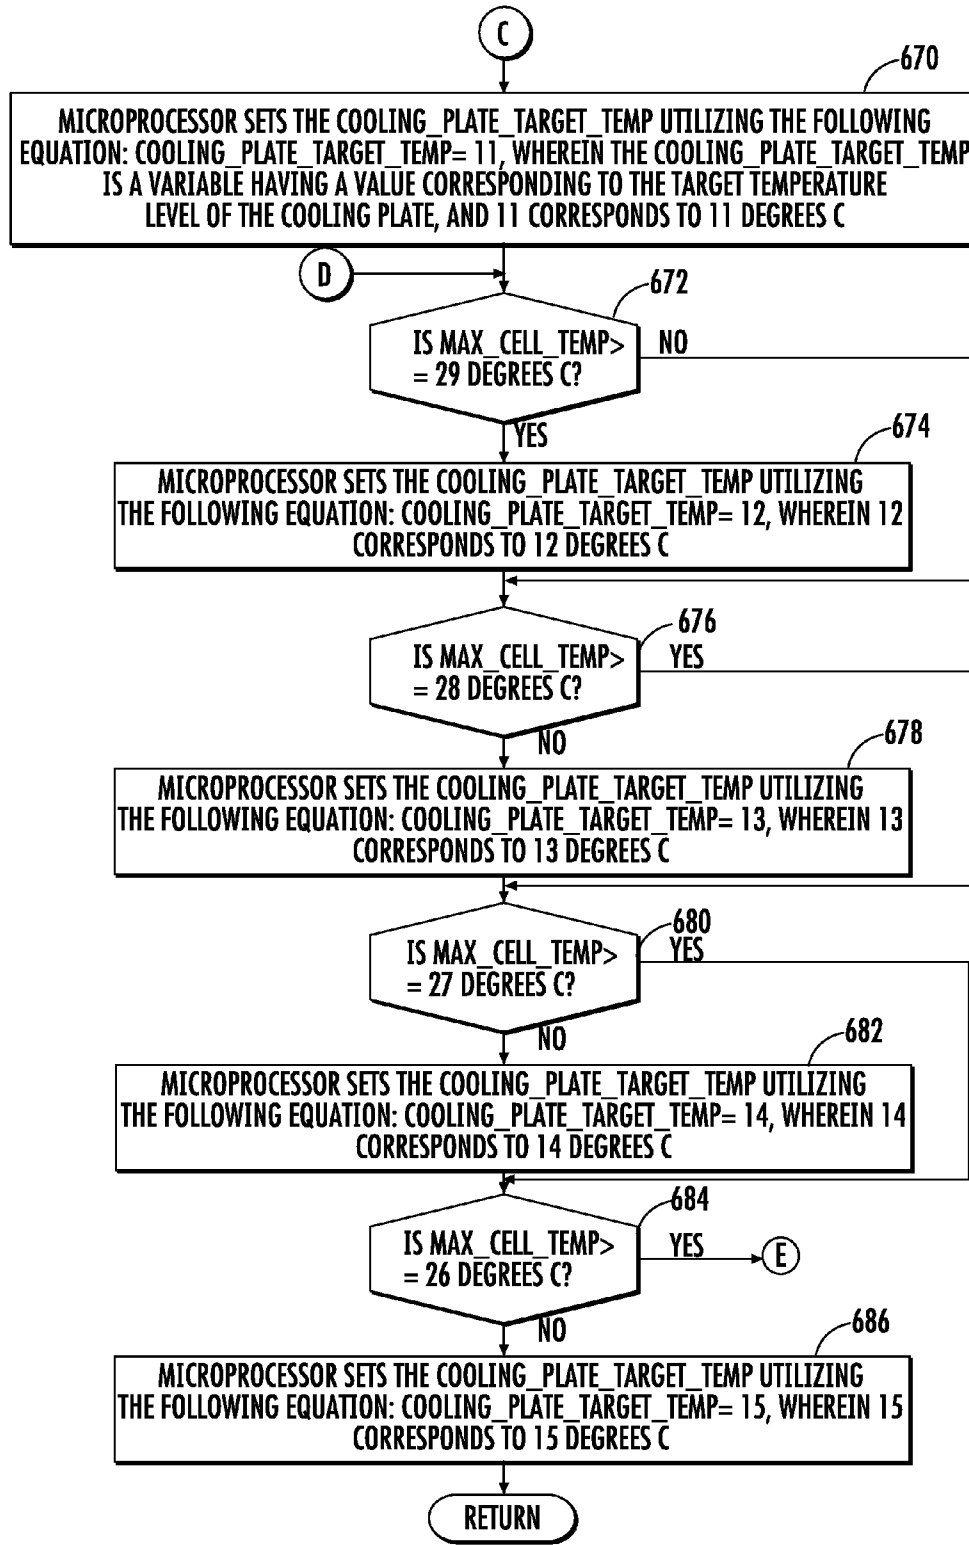 C
670
MICROPROCESSOR SETS THE COOLING_PLATE_TARGET_TEMP UTILIZING THE FOLLOWING
EQUATION: COOLING_PLATE_TARGET_TEMP= 11, WHEREIN THE COOLING_PLATE_TARGET_TEMP
IS A VARIABLE HAVING A VALUE CORRESPONDING TO THE TARGET TEMPERATURE
LEVEL OF THE COOLING PLATE, AND 11 CORRESPONDS TO 11 DEGREES C
D
672
IS MAX_CELL_TEMP>
= 29 DEGREES C?
NO
YES
674
MICROPROCESSOR SETS THE COOLING_PLATE_TARGET_TEMP UTILIZING
THE FOLLOWING EQUATION: COOLING_PLATE_TARGET_TEMP= 12, WHEREIN 12
CORRESPONDS TO 12 DEGREES C
676
IS MAX_CELL_TEMP>
= 28 DEGREES C?
YES
NO
678
MICROPROCESSOR SETS THE COOLING_PLATE_TARGET_TEMP UTILIZING
THE FOLLOWING EQUATION: COOLING_PLATE_TARGET_TEMP= 13, WHEREIN 13
CORRESPONDS TO 13 DEGREES C
680
IS MAX_CELL_TEMP>
= 27 DEGREES C?
YES
NO
682
MICROPROCESSOR SETS THE COOLING_PLATE_TARGET_TEMP UTILIZING
THE FOLLOWING EQUATION: COOLING_PLATE_TARGET_TEMP= 14, WHEREIN 14
CORRESPONDS TO 14 DEGREES C
684
IS MAX_CELL_TEMP>
= 26 DEGREES C?
YES
E
NO
686
MICROPROCESSOR SETS THE COOLING_PLATE_TARGET_TEMP UTILIZING
THE FOLLOWING EQUATION: COOLING_PLATE_TARGET_TEMP= 15, WHEREIN 15
CORRESPONDS TO 15 DEGREES C
RETURN